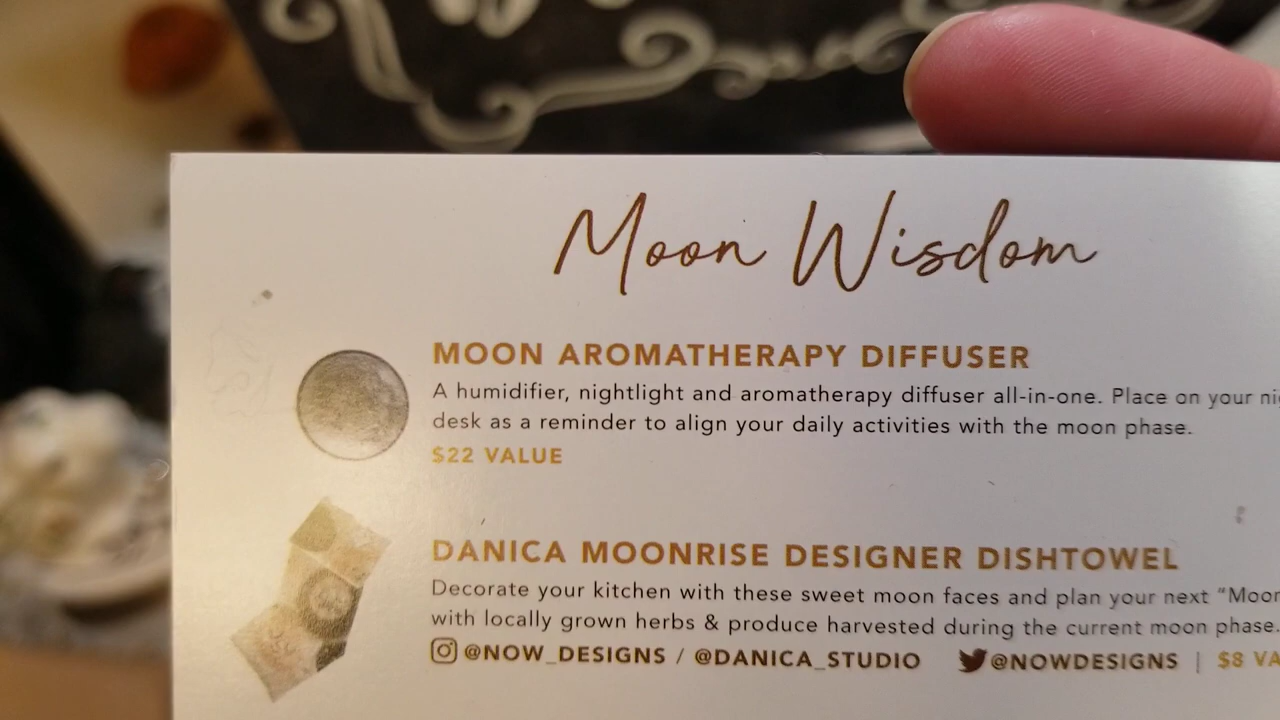 Moon Wisdom
MOON AROMATHERAPY DIFFUSER
A humidifier, nightlight and aromatherapy diffuser all-in-one. Place on your
desk as a reminder to align your daily activities with the moon phase.
$22 VALUE
DANICA MOONRISE DESIGNER DISHTOWEL
Decorate your kitchen with these sweet moon faces and plan your next "Moon
with locally grown herbs & produce harvested during the current moon phase.
@NOW_DESIGNS / @DANICA_STUDIO @NOWDESIGNS | $8